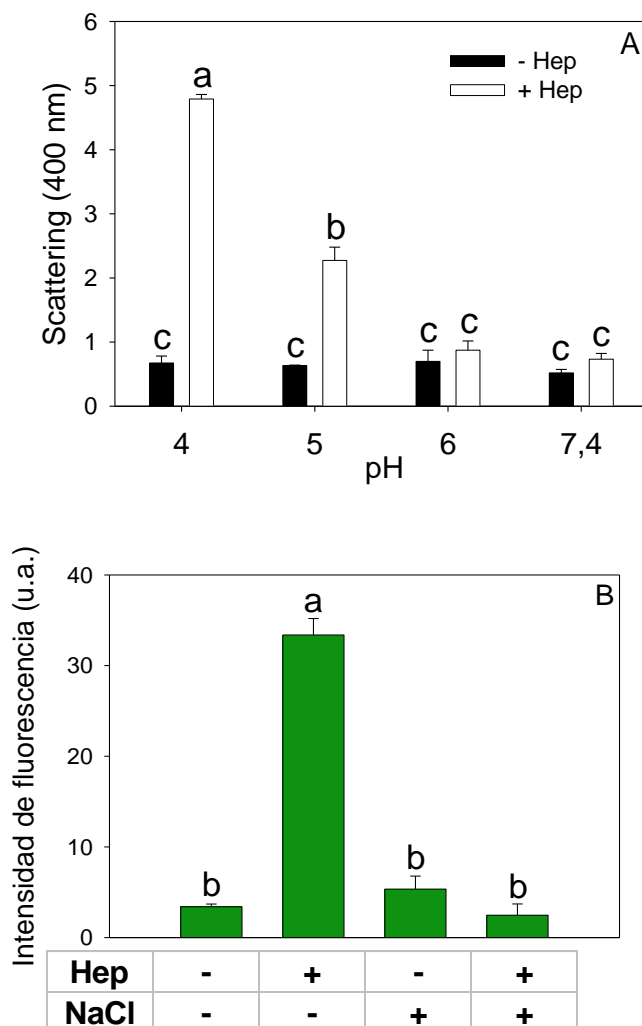 A
- Hep
+ Hep
Scattering (400 nm)
6
5
4
3
2
1
0
a
b
c
c
c
c
c
c
4
5
6
7,4
pH
B
Intensidad de fluorescencia (u.a.)
40
30
20
10
0
a
b
b
b
Hep - + - +
NaCl - - + +